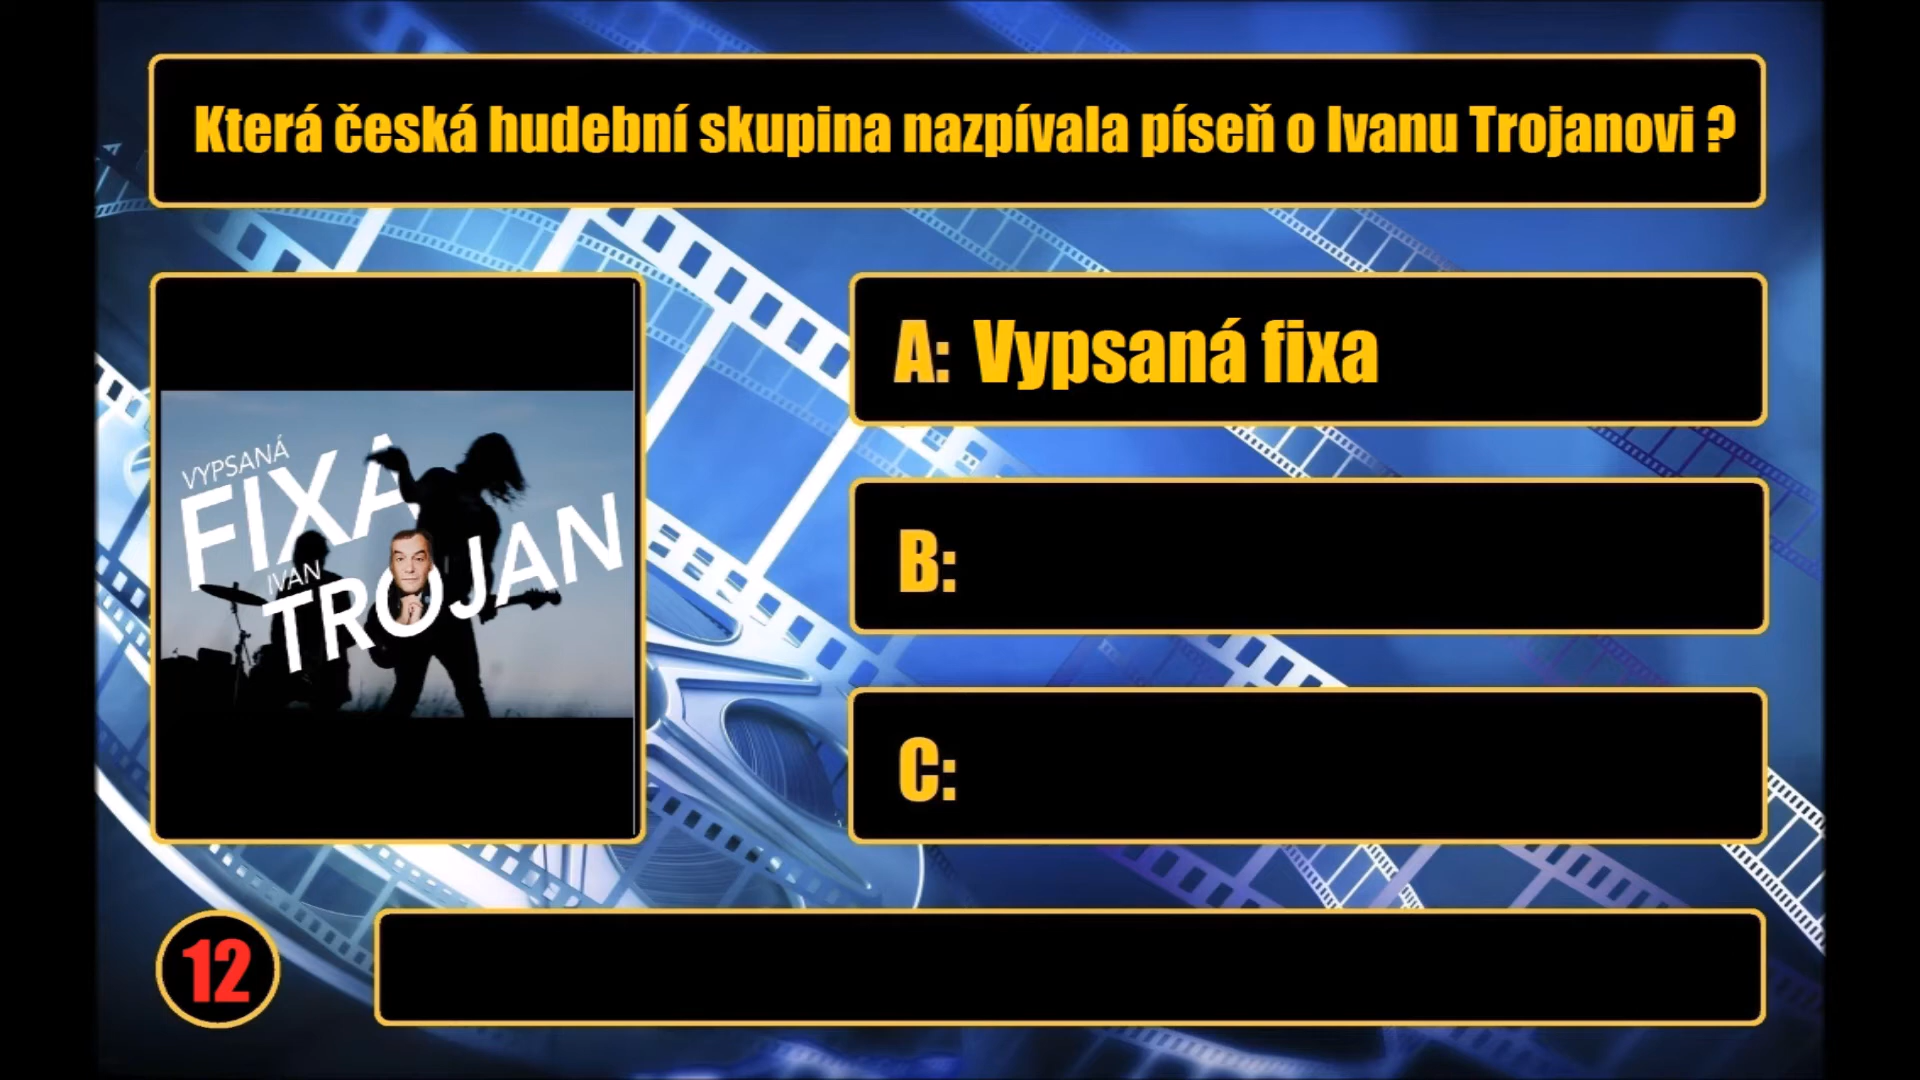 Která česká hudební skupina nazpívala píseň o Ivanu Trojanovi ?
VYPSANÁ
FIXA
IVAN
TROJAN
A: Vypsaná fixa
B:
C:
12